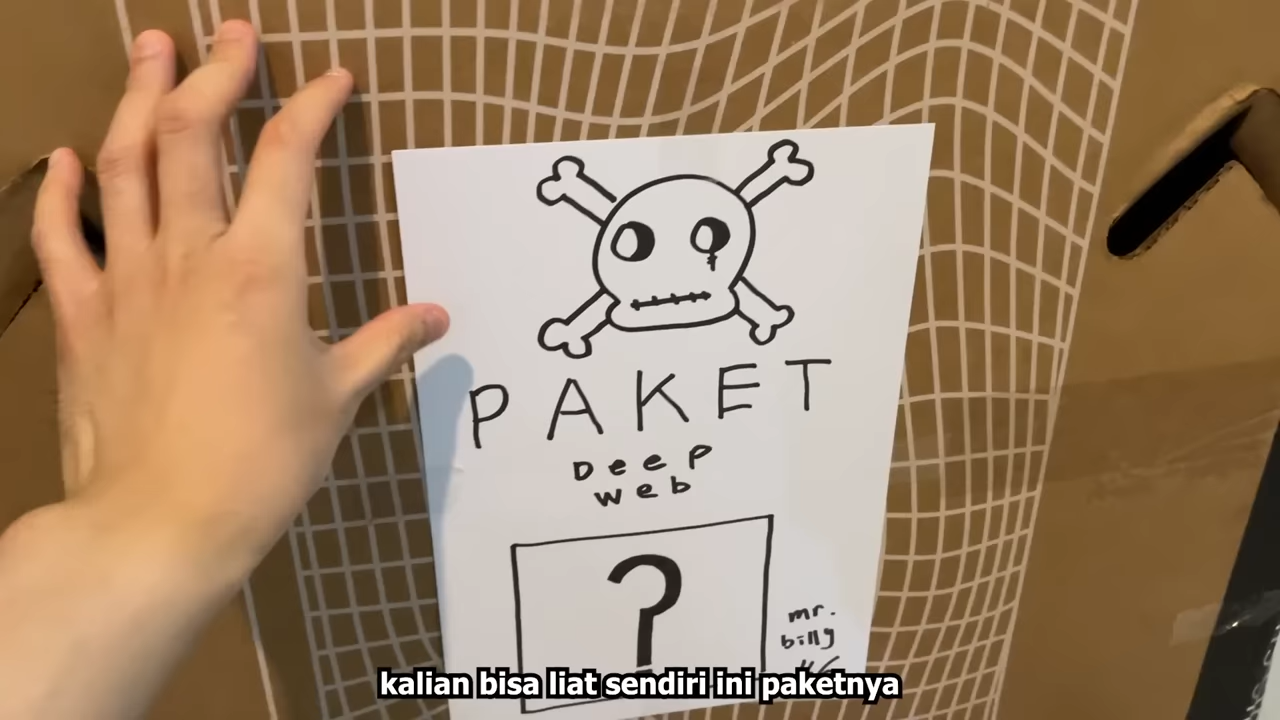 PAKET
Deep
web
?
mr.
billy
kalian bisa liat sendiri ini paketnya